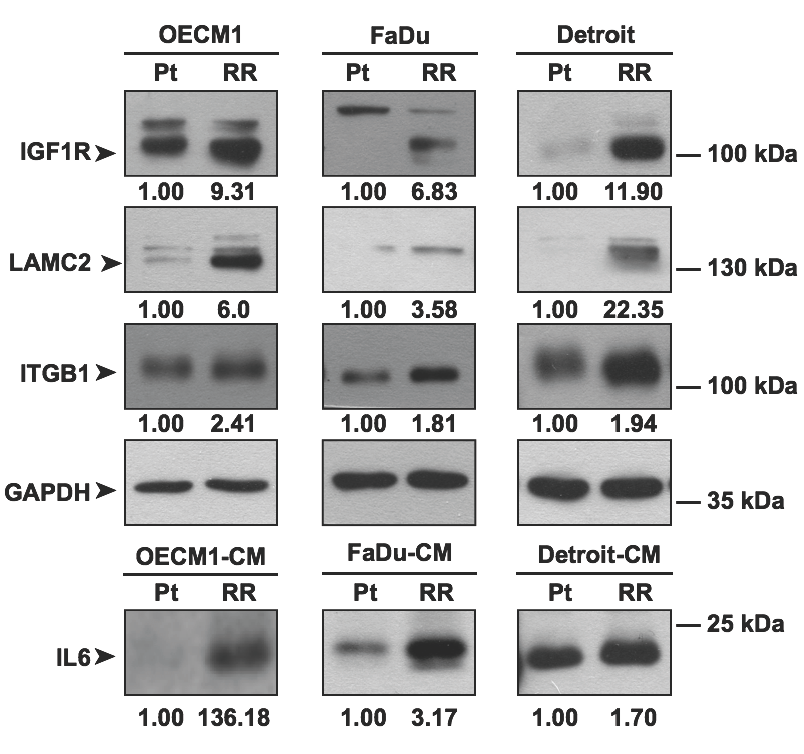 OECM1 FaDu Detroit
Pt RR Pt RR Pt RR
IGF1R 100 kDa
1.00 9.31 1.00 6.83 1.00 11.90
LAMC2 130 kDa
1.00 6.0 1.00 3.58 1.00 22.35
ITGB1 100 kDa
1.00 2.41 1.00 1.81 1.00 1.94
GAPDH 35 kDa
OECM1-CM FaDu-CM Detroit-CM
Pt RR Pt RR Pt RR
25 kDa
IL6
1.00 136.18 1.00 3.17 1.00 1.70